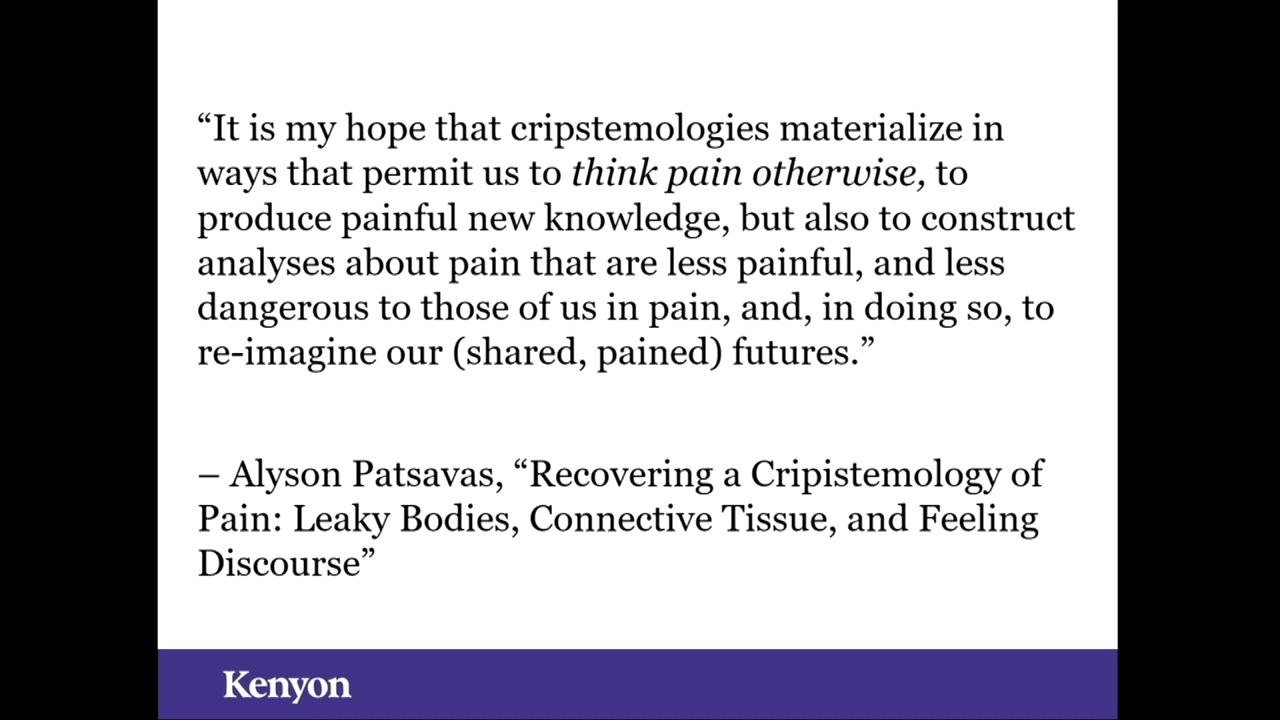 “It is my hope that cripstemologies materialize in
ways that permit us to think pain otherwise, to
produce painful new knowledge, but also to construct
analyses about pain that are less painful, and less
dangerous to those of us in pain, and, in doing so, to
re-imagine our (shared, pained) futures.”
– Alyson Patsavas, “Recovering a Cripistemology of
Pain: Leaky Bodies, Connective Tissue, and Feeling
Discourse”
Kenyon